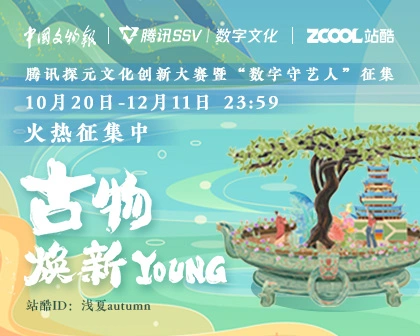 中国文物报 | 腾讯SSV | 数字文化 | ZCOOL站酷
腾讯探元文化创新大赛暨“数字守艺人”征集
10月20日-12月11日 23:59
火热征集中
古物
焕新YOUNG
站酷ID：浅夏autumn